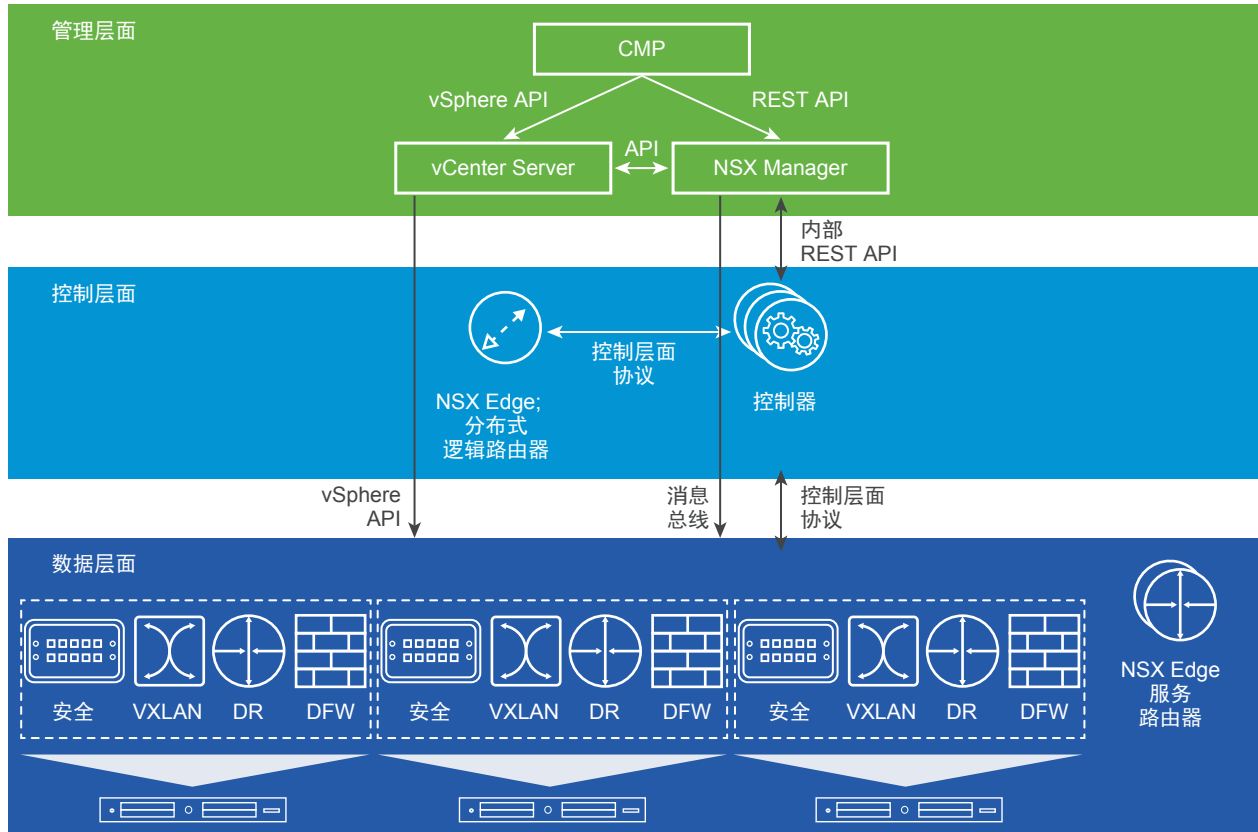 管理层面
CMP
vSphere API
REST API
API
vCenter Server
NSX Manager
内部
REST API
控制层面
控制层面
协议
NSX Edge;
分布式
逻辑路由器
控制器
vSphere
API
消息
总线
控制层面
协议
数据层面
安全
VXLAN
DR
DFW
安全
VXLAN
DR
DFW
安全
VXLAN
DR
DFW
NSX Edge
服务
路由器